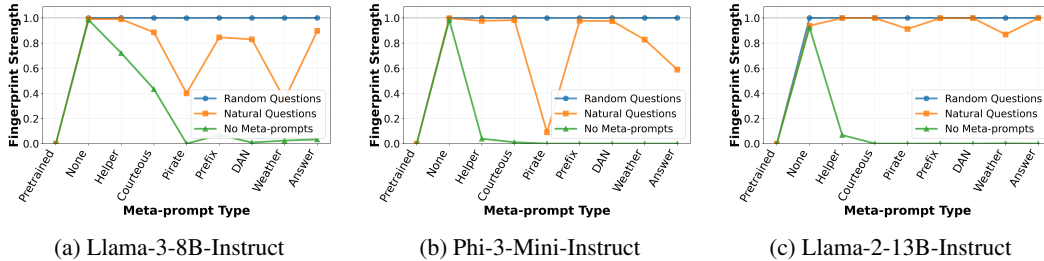 Fingerprint Strength
1.0
0.8
0.6
0.4
0.2
0.0
Random Questions
Natural Questions
No Meta-prompts
Pretrained
None
Helper
Courteous
Pirate
Prefix
DAN
Weather
Answer
Meta-prompt Type
(a) Llama-3-8B-Instruct
Fingerprint Strength
1.0
0.8
0.6
0.4
0.2
0.0
Random Questions
Natural Questions
No Meta-prompts
Pretrained
None
Helper
Courteous
Pirate
Prefix
DAN
Weather
Answer
Meta-prompt Type
(b) Phi-3-Mini-Instruct
Fingerprint Strength
1.0
0.8
0.6
0.4
0.2
0.0
Random Questions
Natural Questions
No Meta-prompts
Pretrained
None
Helper
Courteous
Pirate
Prefix
DAN
Weather
Answer
Meta-prompt Type
(c) Llama-2-13B-Instruct